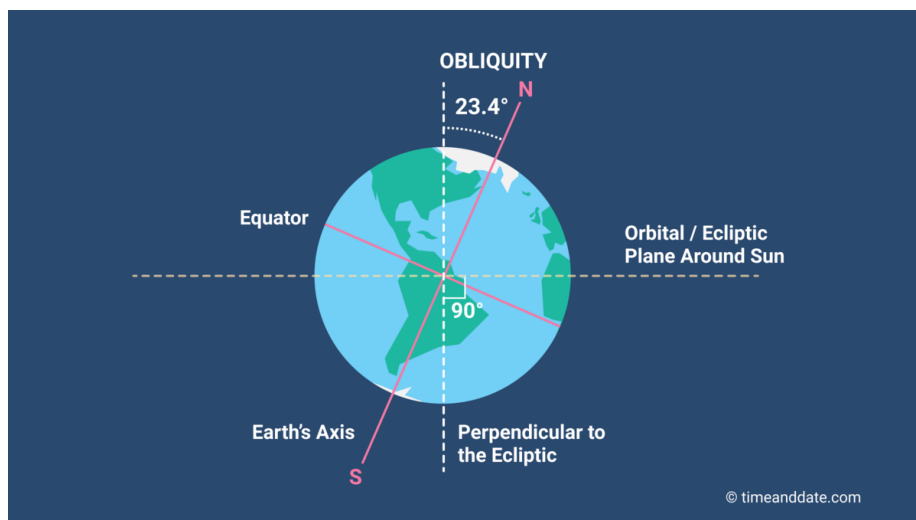 OBLIQUITY
23.4°
N
Equator
Orbital / Ecliptic
Plane Around Sun
90°
Earth's Axis
Perpendicular to
the Ecliptic
S
© timeanddate.com